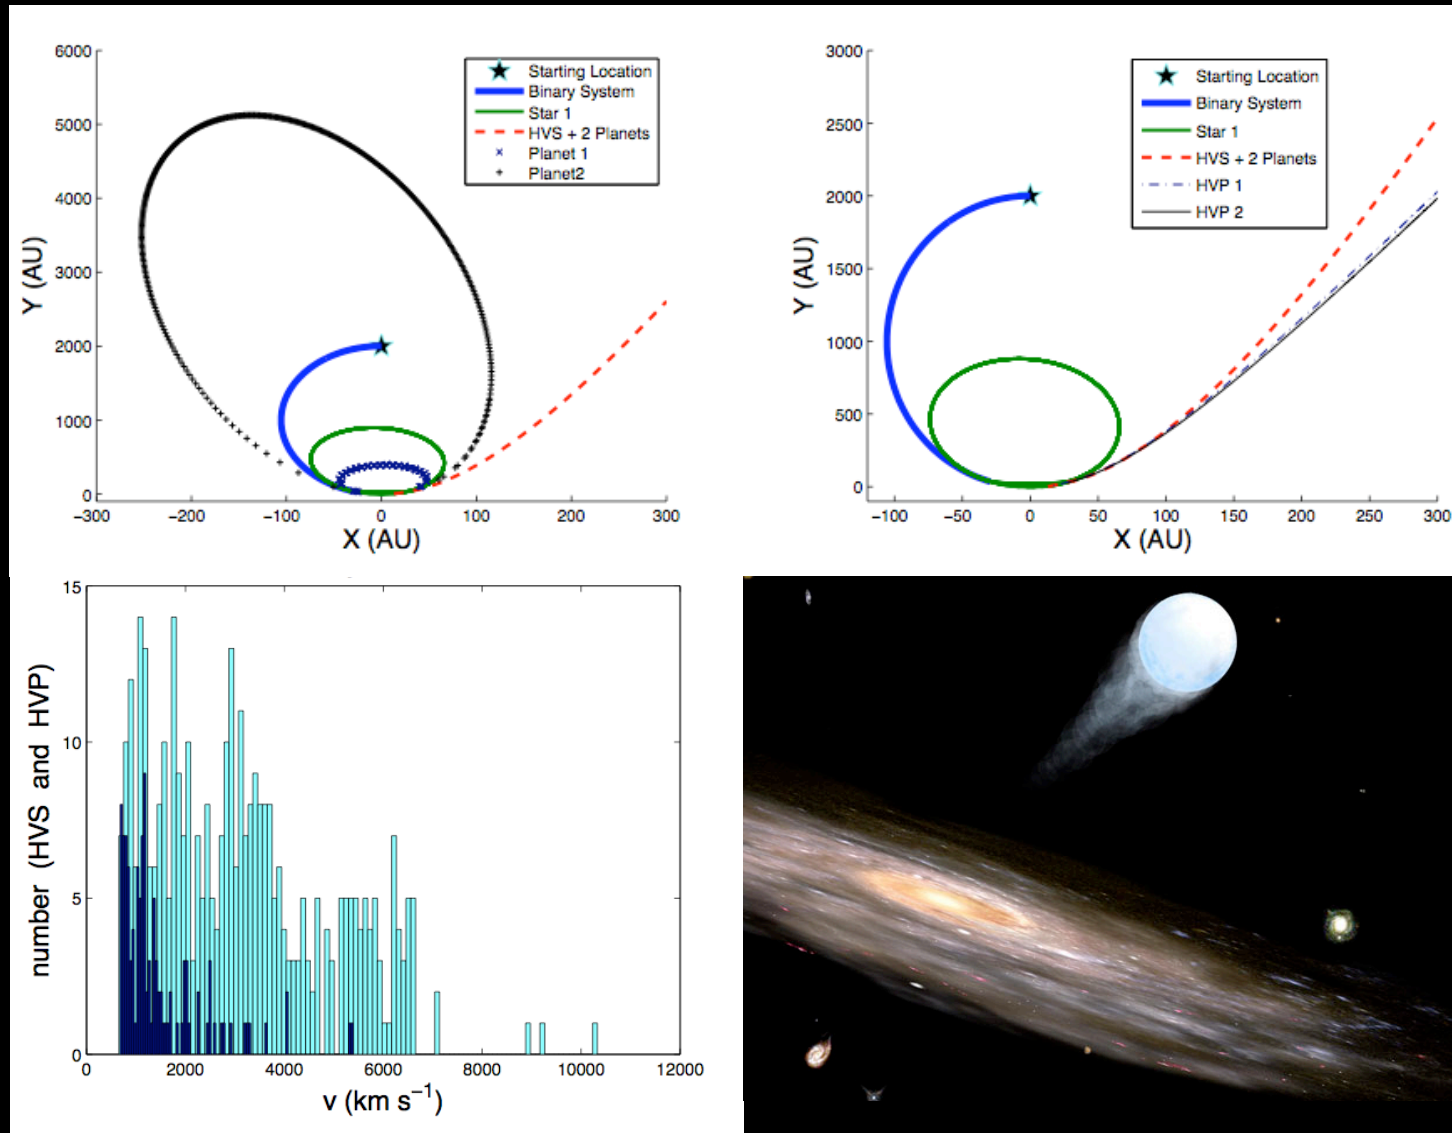 6000
5000
4000
3000
2000
1000
0
−300 −200 −100 0 100 200 300
Y (AU)
X (AU)
Starting Location
Binary System
Star 1
HVS + 2 Planets
Planet 1
Planet2
3000
2500
2000
1500
1000
500
0
−100 −50 0 50 100 150 200 250 300
Y (AU)
X (AU)
Starting Location
Binary System
Star 1
HVS + 2 Planets
HVP 1
HVP 2
15
10
5
0
0 2000 4000 6000 8000 10000 12000
number (HVS and HVP)
v (km s⁻¹)